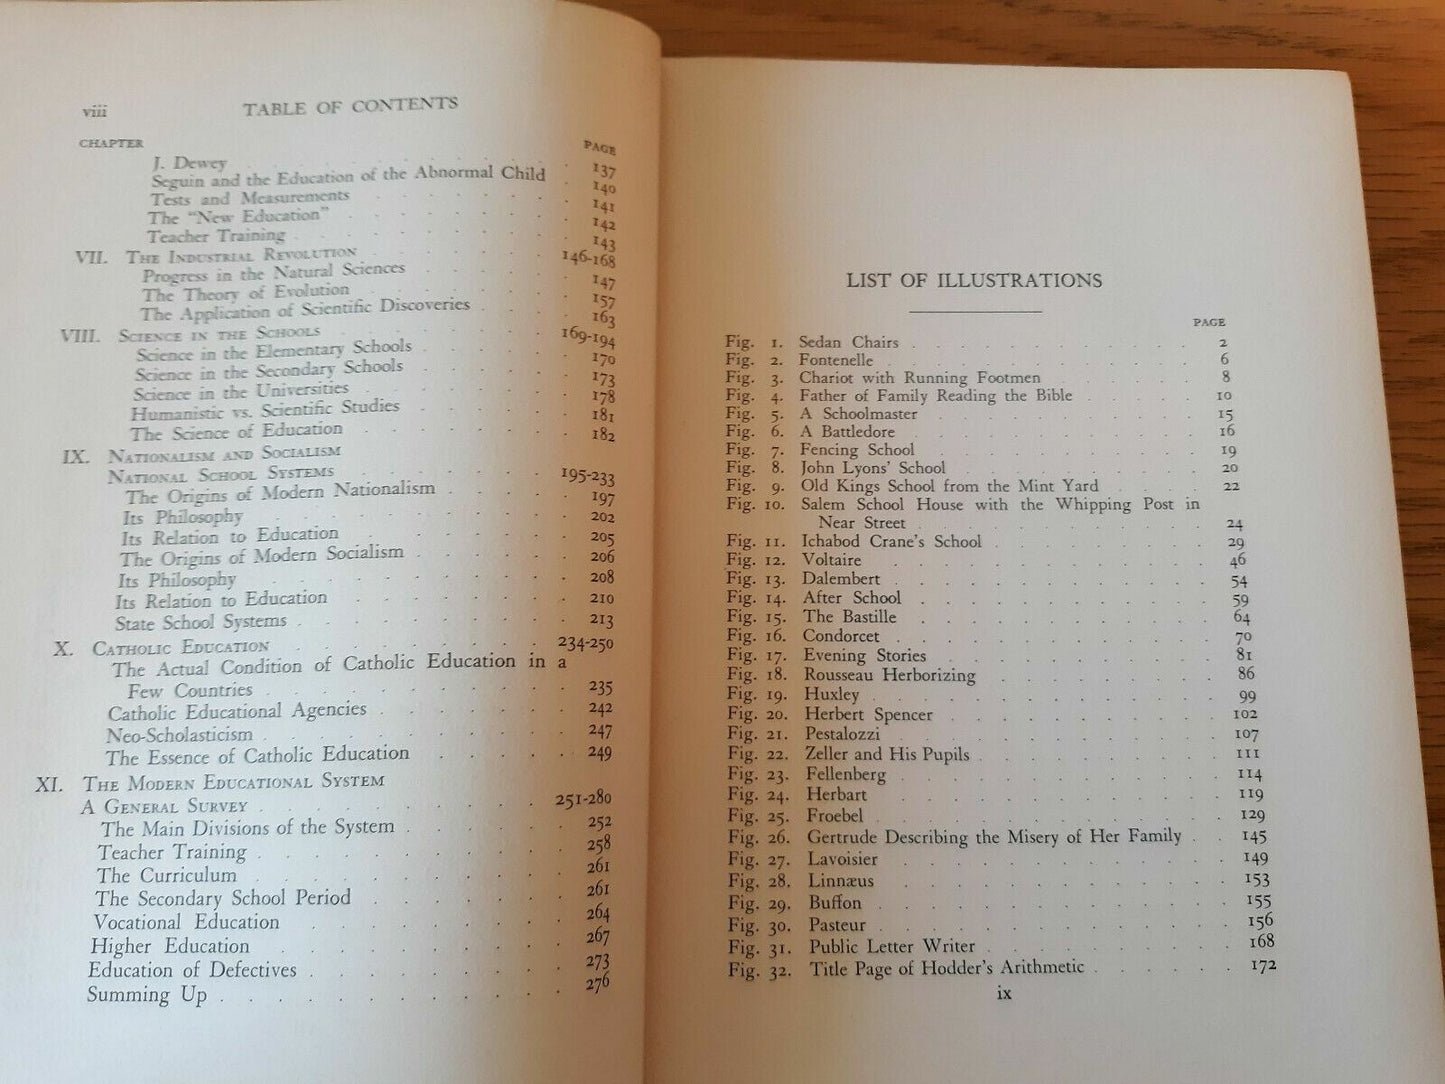 viii TABLE OF CONTENTS
CHAPTER PAGE
J. Dewey . . . . . . . . . 137
Seguin and the Education of the Abnormal Child . 140
Tests and Measurements . . . . . . 141
The "New Education" . . . . . . 142
Teacher Training . . . . . . . 143
VII. THE INDUSTRIAL REVOLUTION . . . . . 146-168
Progress in the Natural Sciences . . . . 147
The Theory of Evolution . . . . . 157
The Application of Scientific Discoveries . . . 163
VIII. SCIENCE IN THE SCHOOLS . . . . . . 169-194
Science in the Elementary Schools . . . . 170
Science in the Secondary Schools . . . . 173
Science in the Universities . . . . . 178
Humanistic vs. Scientific Studies . . . . 181
The Science of Education . . . . . 182
IX. NATIONALISM AND SOCIALISM
NATIONAL SCHOOL SYSTEMS . . . . . 195-233
The Origins of Modern Nationalism . . . 197
Its Philosophy . . . . . . . 202
Its Relation to Education . . . . . 205
The Origins of Modern Socialism . . . . 206
Its Philosophy . . . . . . . 208
Its Relation to Education . . . . . 210
State School Systems . . . . . . 213
X. CATHOLIC EDUCATION . . . . . . 234-250
The Actual Condition of Catholic Education in a
Few Countries . . . . . . . 235
Catholic Educational Agencies . . . . 242
Neo-Scholasticism . . . . . . . 247
The Essence of Catholic Education . . . 249
XI. THE MODERN EDUCATIONAL SYSTEM
A GENERAL SURVEY . . . . . . . 251-280
The Main Divisions of the System . . . . 252
Teacher Training . . . . . . . 258
The Curriculum . . . . . . . 261
The Secondary School Period . . . . . 261
Vocational Education . . . . . . 264
Higher Education . . . . . . . 267
Education of Defectives . . . . . . 273
Summing Up . . . . . . . . 276
LIST OF ILLUSTRATIONS
PAGE
Fig. 1. Sedan Chairs . . . . . . . . 2
Fig. 2. Fontenelle . . . . . . . . 6
Fig. 3. Chariot with Running Footmen . . . . 8
Fig. 4. Father of Family Reading the Bible . . . 10
Fig. 5. A Schoolmaster . . . . . . . 15
Fig. 6. A Battledore . . . . . . . 16
Fig. 7. Fencing School . . . . . . . 19
Fig. 8. John Lyons' School . . . . . . 20
Fig. 9. Old Kings School from the Mint Yard . . . 22
Fig. 10. Salem School House with the Whipping Post in
Near Street . . . . . . . . 24
Fig. 11. Ichabod Crane's School . . . . . . 29
Fig. 12. Voltaire . . . . . . . . 46
Fig. 13. Dalembert . . . . . . . . 54
Fig. 14. After School . . . . . . . 59
Fig. 15. The Bastille . . . . . . . 64
Fig. 16. Condorcet . . . . . . . . 70
Fig. 17. Evening Stories . . . . . . . 81
Fig. 18. Rousseau Herborizing . . . . . . 86
Fig. 19. Huxley . . . . . . . . 99
Fig. 20. Herbert Spencer . . . . . . . 102
Fig. 21. Pestalozzi . . . . . . . . 107
Fig. 22. Zeller and His Pupils . . . . . . 111
Fig. 23. Fellenberg . . . . . . . . 114
Fig. 24. Herbart . . . . . . . . 119
Fig. 25. Froebel . . . . . . . . 129
Fig. 26. Gertrude Describing the Misery of Her Family . . 145
Fig. 27. Lavoisier . . . . . . . . 149
Fig. 28. Linnæus . . . . . . . . 153
Fig. 29. Buffon . . . . . . . . 155
Fig. 30. Pasteur . . . . . . . . 156
Fig. 31. Public Letter Writer . . . . . . 168
Fig. 32. Title Page of Hodder's Arithmetic . . . . 172
ix